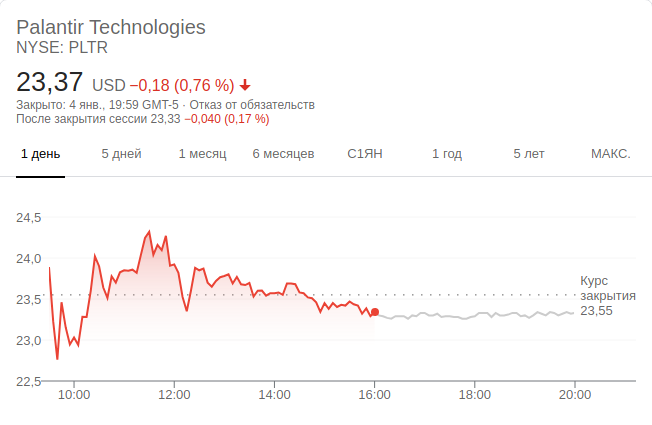 Palantir Technologies
NYSE: PLTR
23,37 USD −0,18 (0,76 %)
Закрыто: 4 янв., 19:59 GMT-5 · Отказ от обязательств
После закрытия сессии 23,33 −0,040 (0,17 %)
1 день 5 дней 1 месяц 6 месяцев С1ЯН 1 год 5 лет МАКС.
24,5
24,0
23,5
23,0
22,5
Курс
закрытия
23,55
10:00 12:00 14:00 16:00 18:00 20:00